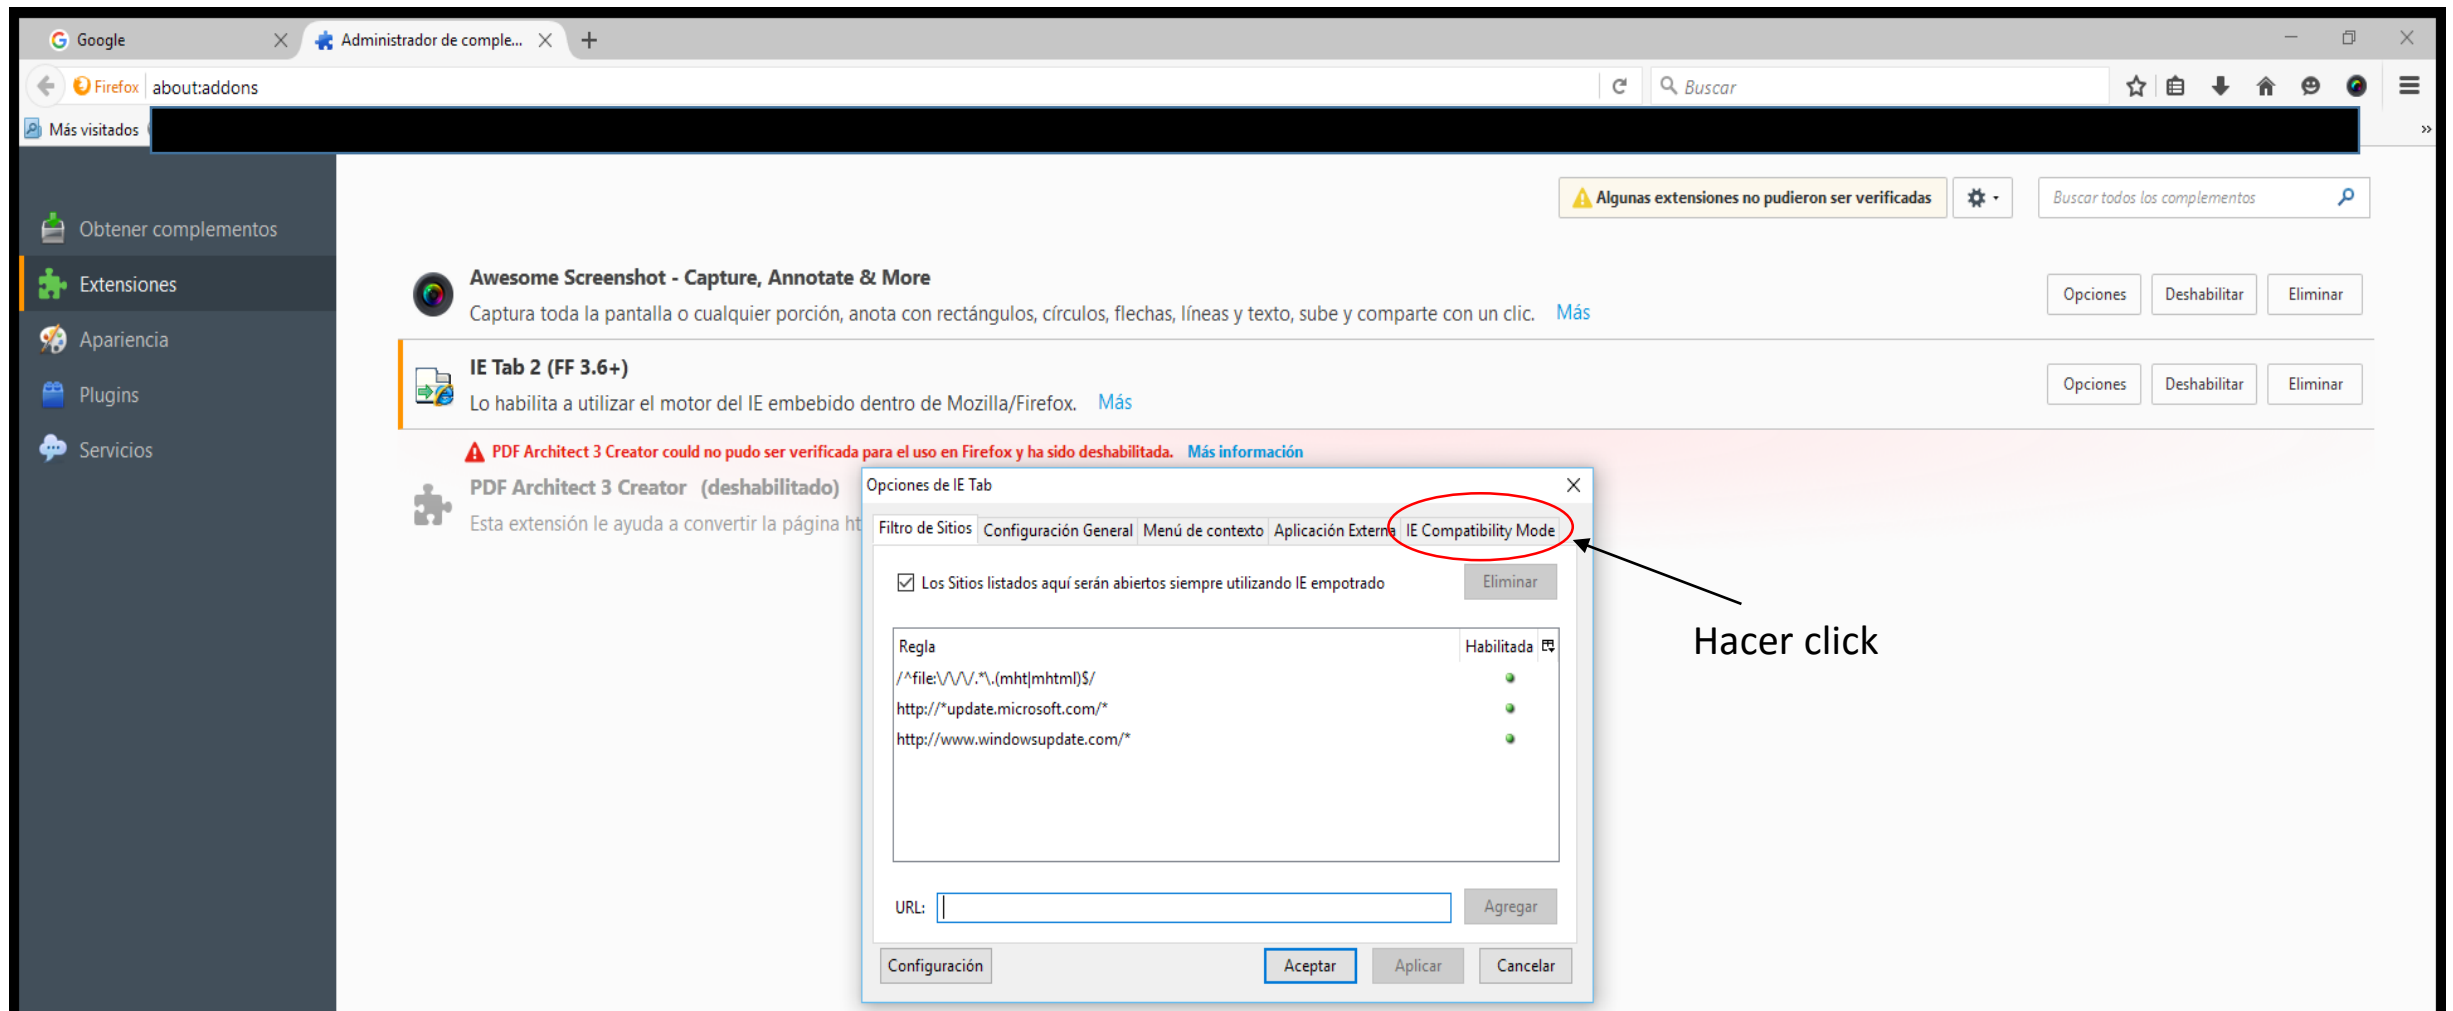 Google
Administrador de comple...
Firefox about:addons
Buscar
Más visitados
»
Algunas extensiones no pudieron ser verificadas
Buscar todos los complementos
Obtener complementos
Extensiones
Apariencia
Plugins
Servicios
Awesome Screenshot - Capture, Annotate & More
Captura toda la pantalla o cualquier porción, anota con rectángulos, círculos, flechas, líneas y texto, sube y comparte con un clic. Más
Opciones Deshabilitar Eliminar
IE Tab 2 (FF 3.6+)
Lo habilita a utilizar el motor del IE embebido dentro de Mozilla/Firefox. Más
Opciones Deshabilitar Eliminar
PDF Architect 3 Creator could no pudo ser verificada para el uso en Firefox y ha sido deshabilitada. Más información
PDF Architect 3 Creator (deshabilitado)
Esta extensión le ayuda a convertir la página ht
Opciones de IE Tab
Filtro de Sitios Configuración General Menú de contexto Aplicación Externa IE Compatibility Mode
Los Sitios listados aquí serán abiertos siempre utilizando IE empotrado Eliminar
Regla Habilitada
/^file:\/\/\/.*\.(mht|mhtml)$/
http://*update.microsoft.com/*
http://www.windowsupdate.com/*
URL: Agregar
Configuración Aceptar Aplicar Cancelar
Hacer click